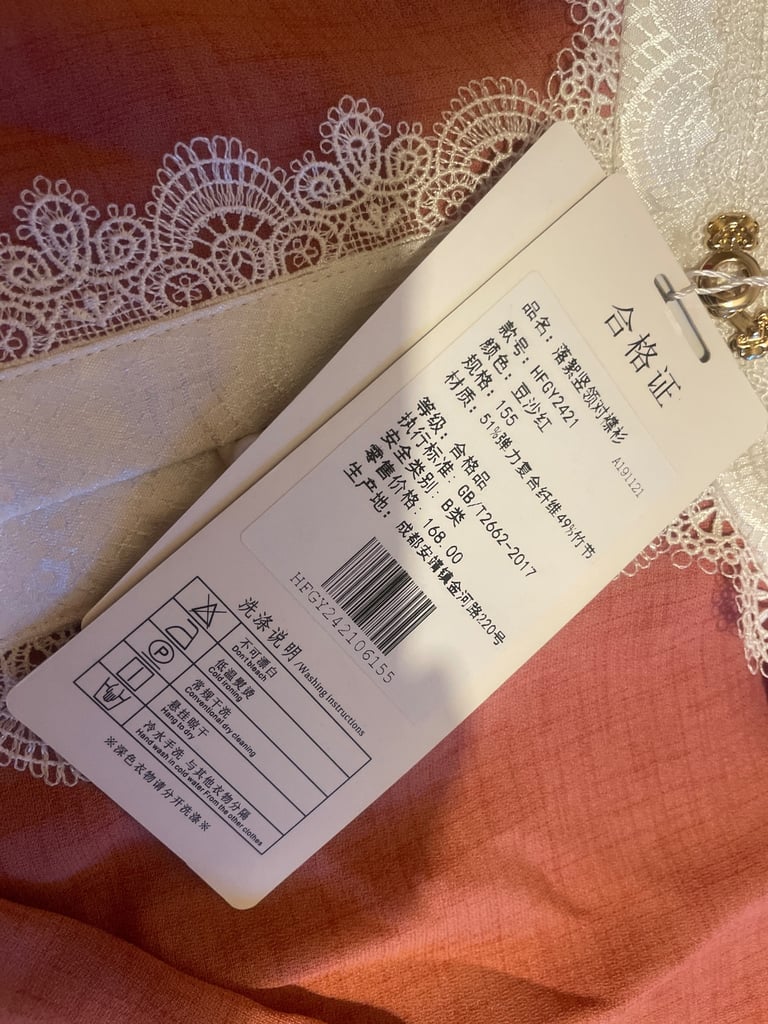 合格证
品名：落絮竖领对襟衫
A191121
款号：HFGY2421
颜色：豆沙红
规格：155
材质：51%弹力复合纤维49%竹节
等级：合格品
执行标准：GB/T2662-2017
安全类别：B类
零售价格：168.00
生产地：成都安靖镇金河路220号
HFGY242106155
洗涤说明/Washing instructions
不可漂白
Don't bleach
低温熨烫
Cold ironing
P
常规干洗
Conventional dry cleaning
悬挂晾干
Hang to dry
冷水手洗 与其他衣物分隔
Hand wash in cold water From the other clothes
※深色衣物请分开洗涤※